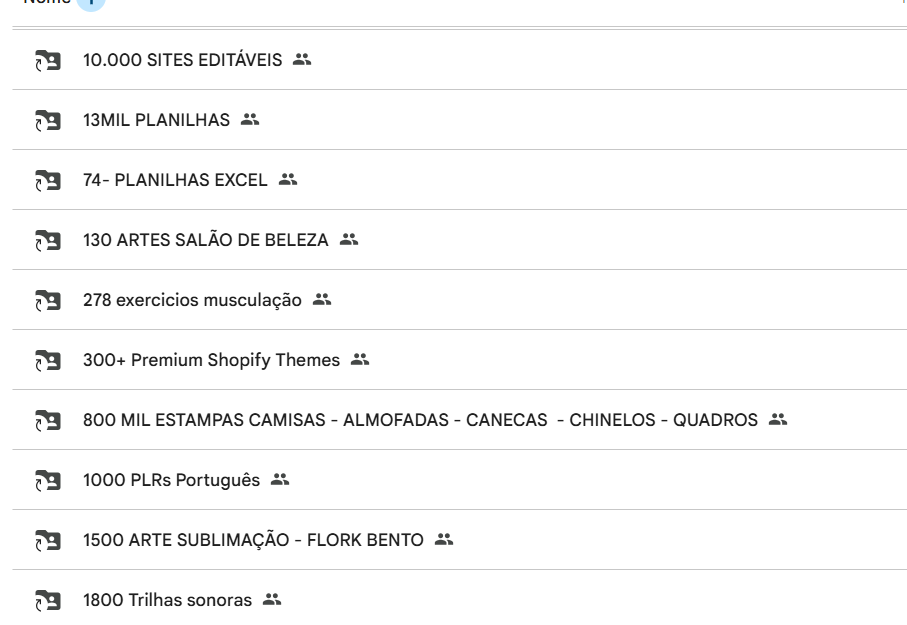 Nome
10.000 SITES EDITÁVEIS
13MIL PLANILHAS
74- PLANILHAS EXCEL
130 ARTES SALÃO DE BELEZA
278 exercicios musculação
300+ Premium Shopify Themes
800 MIL ESTAMPAS CAMISAS - ALMOFADAS - CANECAS  - CHINELOS - QUADROS
1000 PLRs Português
1500 ARTE SUBLIMAÇÃO - FLORK BENTO
1800 Trilhas sonoras